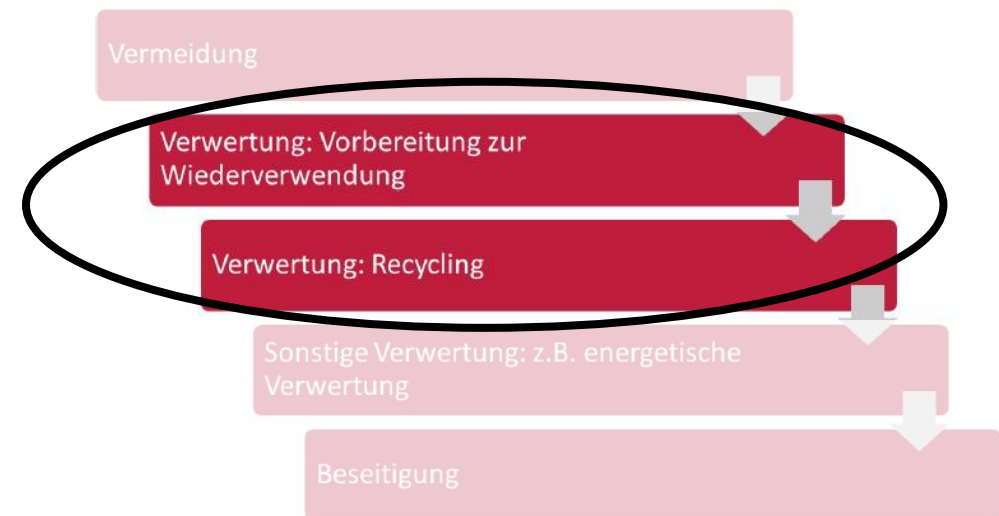 Vermeidung
Verwertung: Vorbereitung zur
Wiederverwendung
Verwertung: Recycling
Sonstige Verwertung: z.B. energetische
Verwertung
Beseitigung